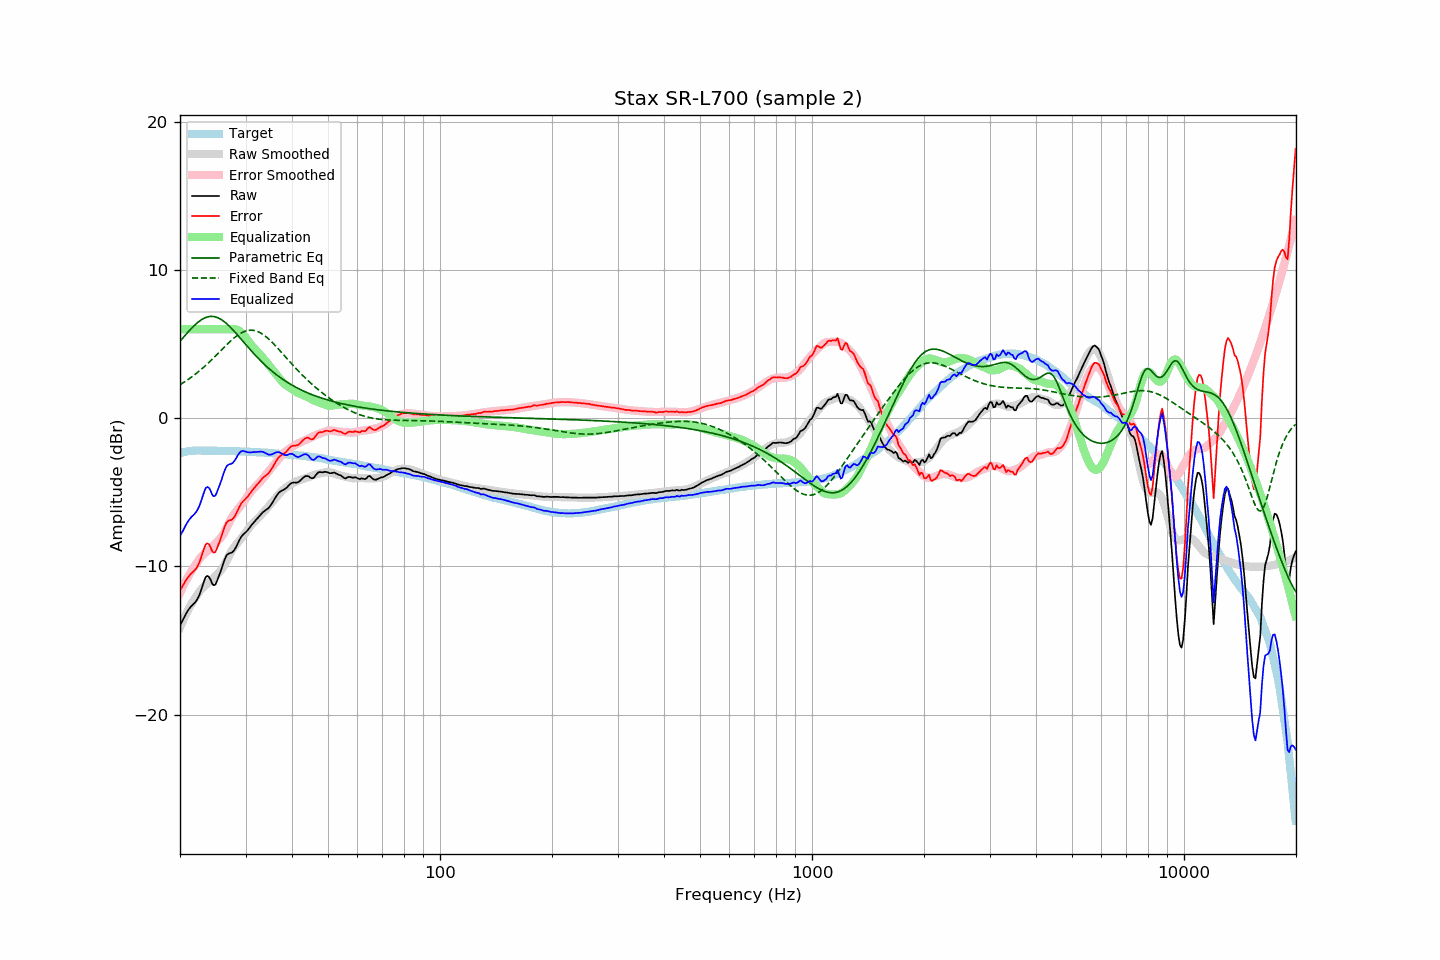 Stax SR-L700 (sample 2)
20
10
0
−10
−20
Amplitude (dBr)
Target
Raw Smoothed
Error Smoothed
Raw
Error
Equalization
Parametric Eq
Fixed Band Eq
Equalized
100
1000
10000
Frequency (Hz)